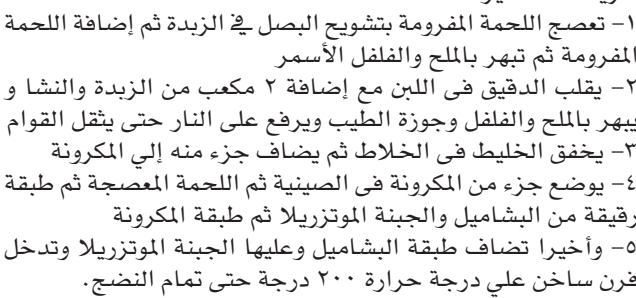 ١- تعصج اللحمة المفرومة بتشويح البصل في الزبدة ثم إضافة اللحمة
المفرومة ثم تبهر بالملح والفلفل الأسمر
٢- يقلب الدقيق فى اللبن مع إضافة ٢ مكعب من الزبدة والنشا و
يبهر بالملح والفلفل وجوزة الطيب ويرفع على النار حتى يثقل القوام
٣- يخفق الخليط فى الخلاط ثم يضاف جزء منه إلي المكرونة
٤- يوضع جزء من المكرونة فى الصينية ثم اللحمة المعصجة ثم طبقة
رقيقة من البشاميل والجبنة الموتزريلا ثم طبقة المكرونة
٥- وأخيرا تضاف طبقة البشاميل وعليها الجبنة الموتزريلا وتدخل
فرن ساخن علي درجة حرارة ٢٠٠ درجة حتى تمام النضج.